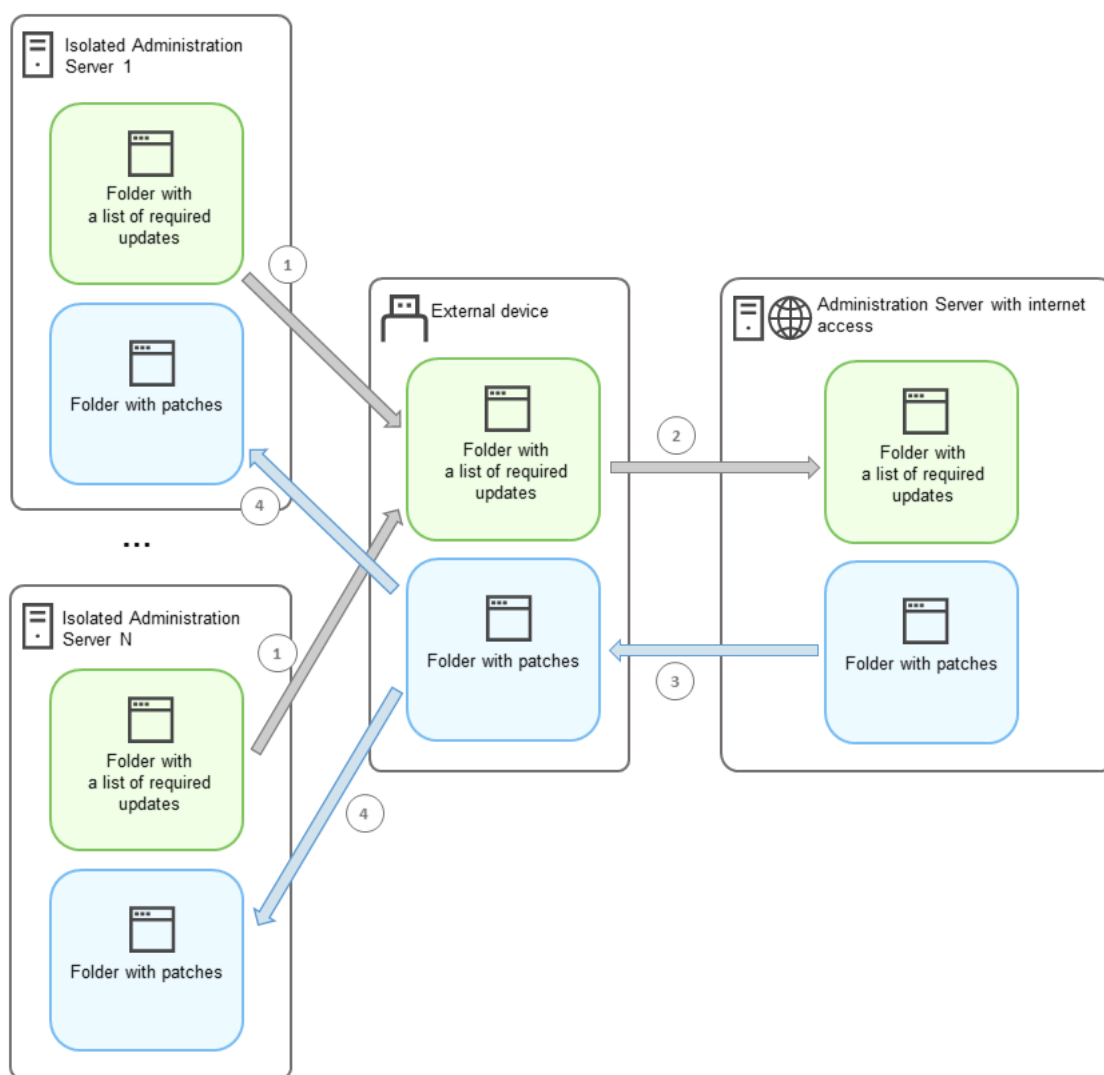 Isolated Administration
Server 1
Folder with
a list of required
updates
1
Folder with patches
4
...
Isolated Administration
Server N
Folder with
a list of required
updates
1
Folder with patches
4
External device
Folder with
a list of required
updates
2
Folder with patches
3
Administration Server with internet
access
Folder with
a list of required
updates
Folder with patches